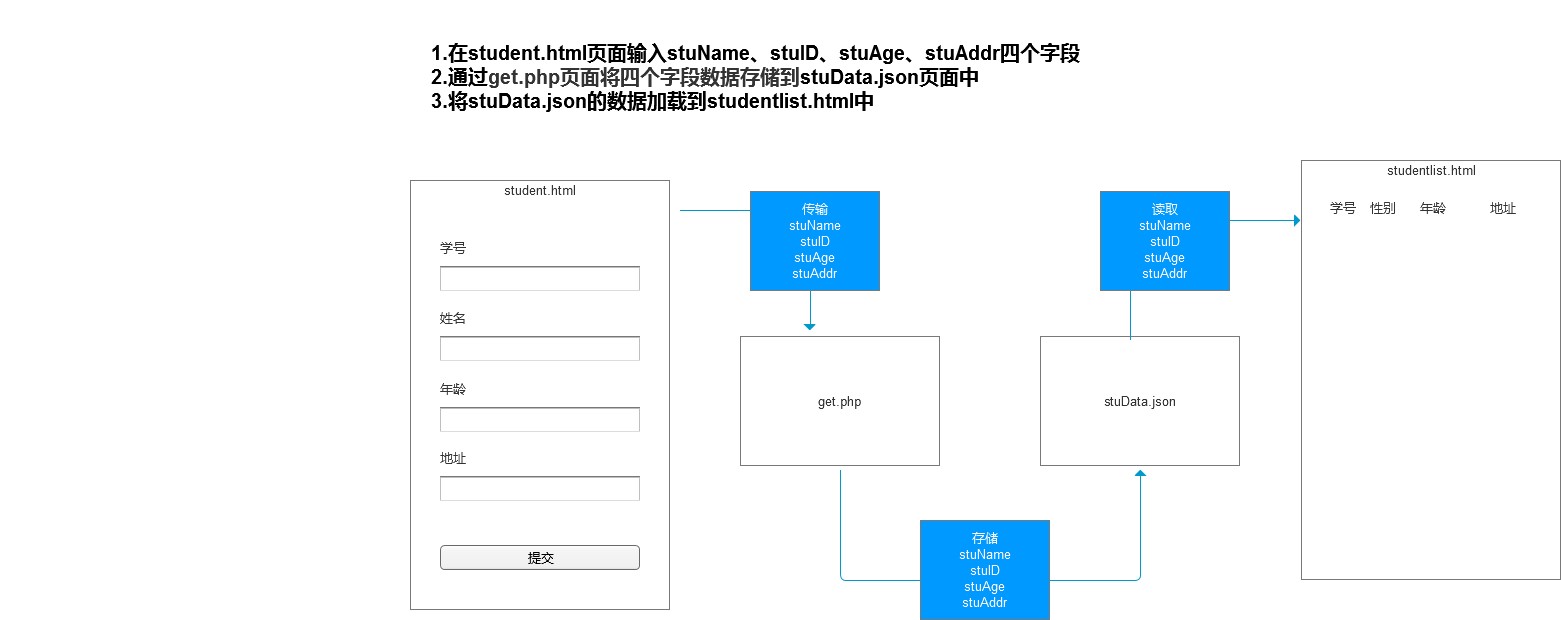 1.在student.html页面输入stuName、stuID、stuAge、stuAddr四个字段
2.通过get.php页面将四个字段数据存储到stuData.json页面中
3.将stuData.json的数据加载到studentlist.html中
student.html
学号
姓名
年龄
地址
提交
传输
stuName
stuID
stuAge
stuAddr
get.php
存储
stuName
stuID
stuAge
stuAddr
读取
stuName
stuID
stuAge
stuAddr
stuData.json
studentlist.html
学号 性别 年龄 地址